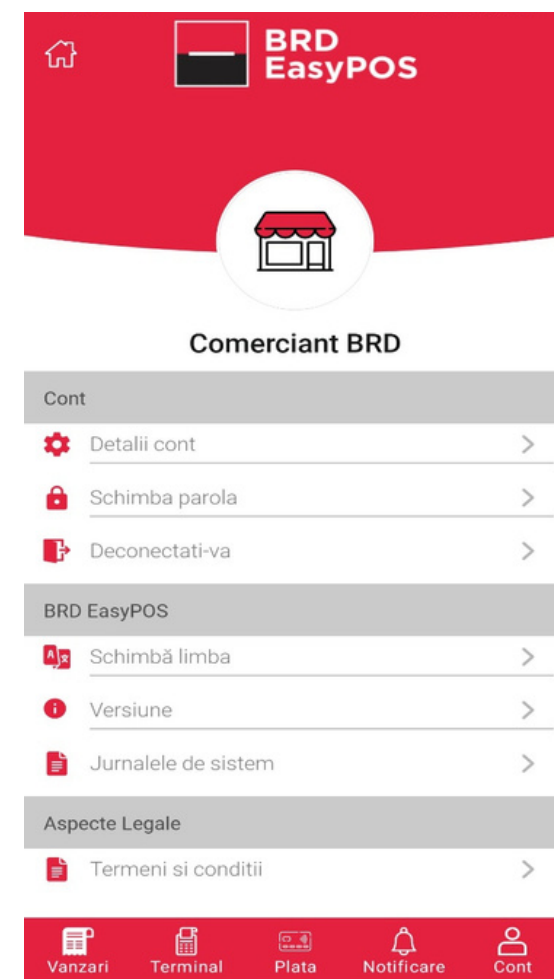 BRD
EasyPOS
Comerciant BRD
Cont
Detalii cont
Schimba parola
Deconectati-va
BRD EasyPOS
Schimbă limba
Versiune
Jurnalele de sistem
Aspecte Legale
Termeni si conditii
Vanzari Terminal Plata Notificare Cont